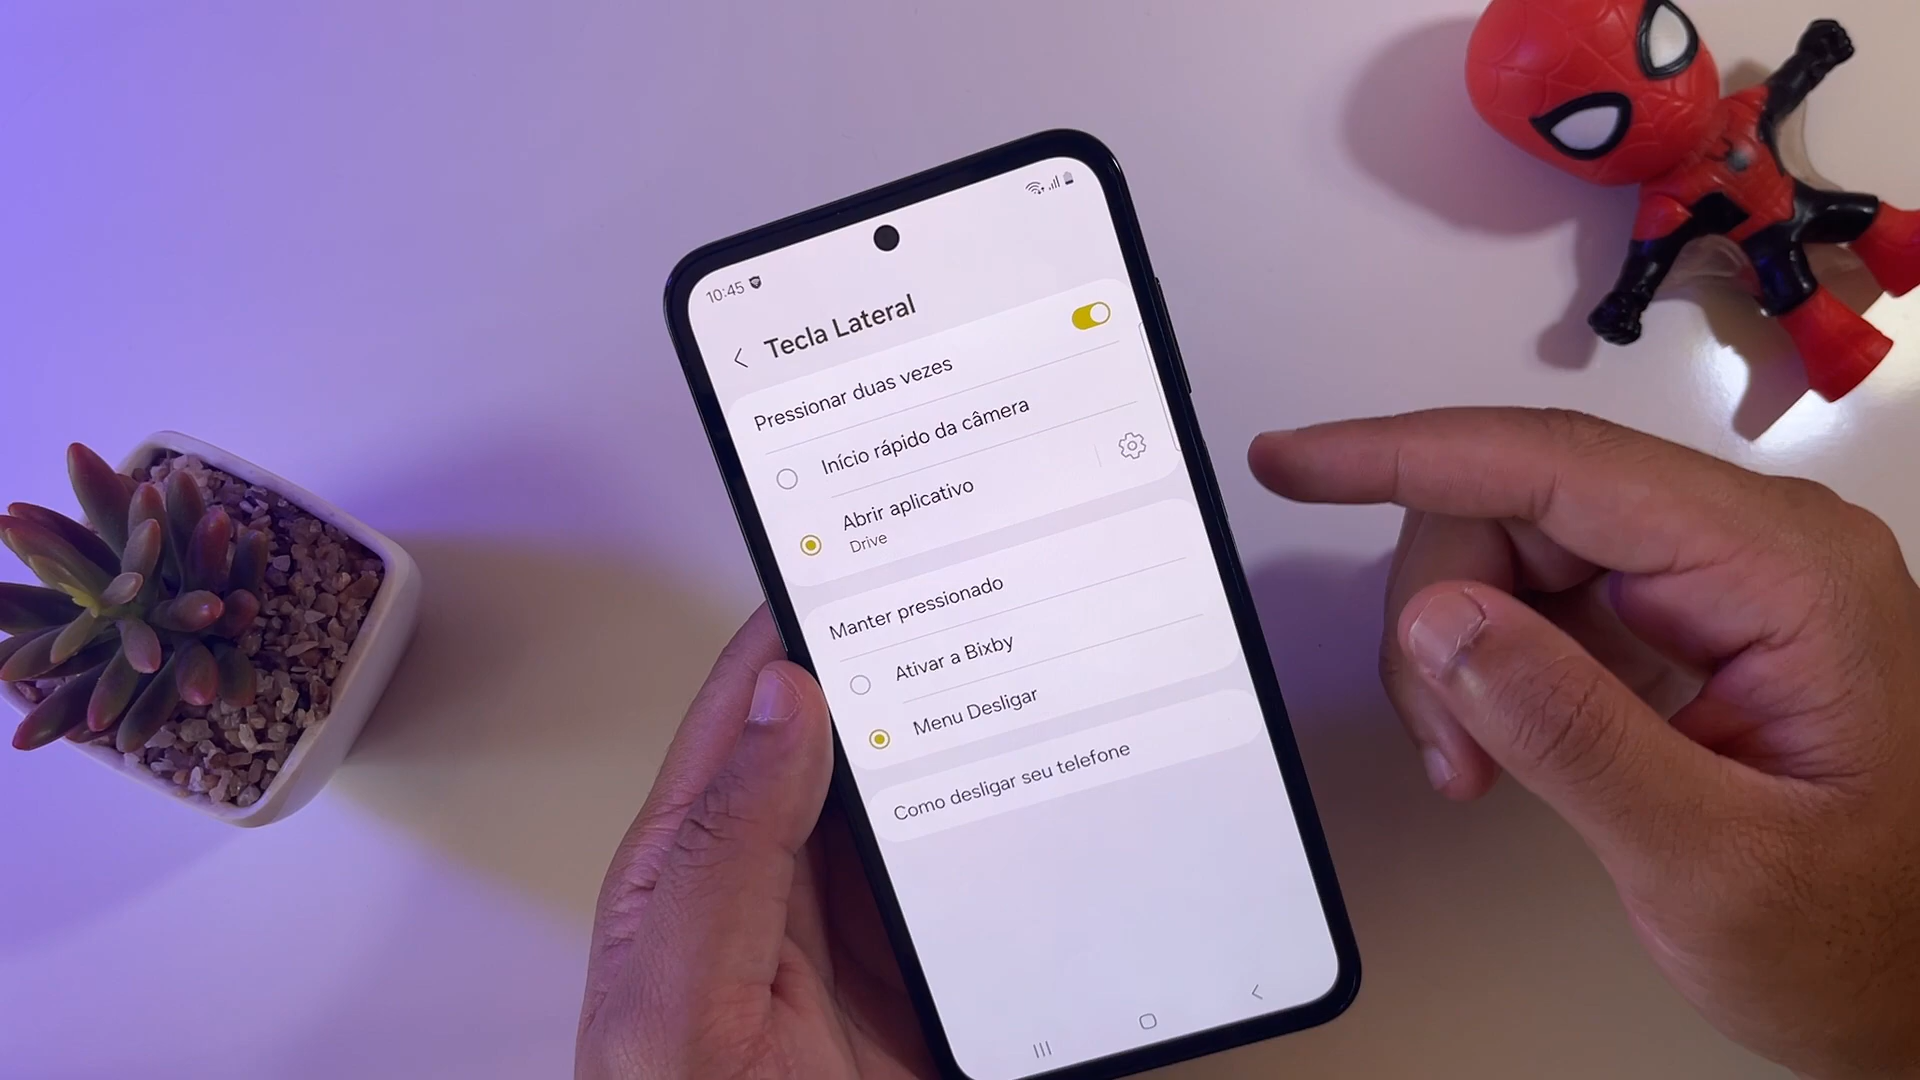 10:45
Tecla Lateral
Pressionar duas vezes
Início rápido da câmera
Abrir aplicativo
Drive
Manter pressionado
Ativar a Bixby
Menu Desligar
Como desligar seu telefone